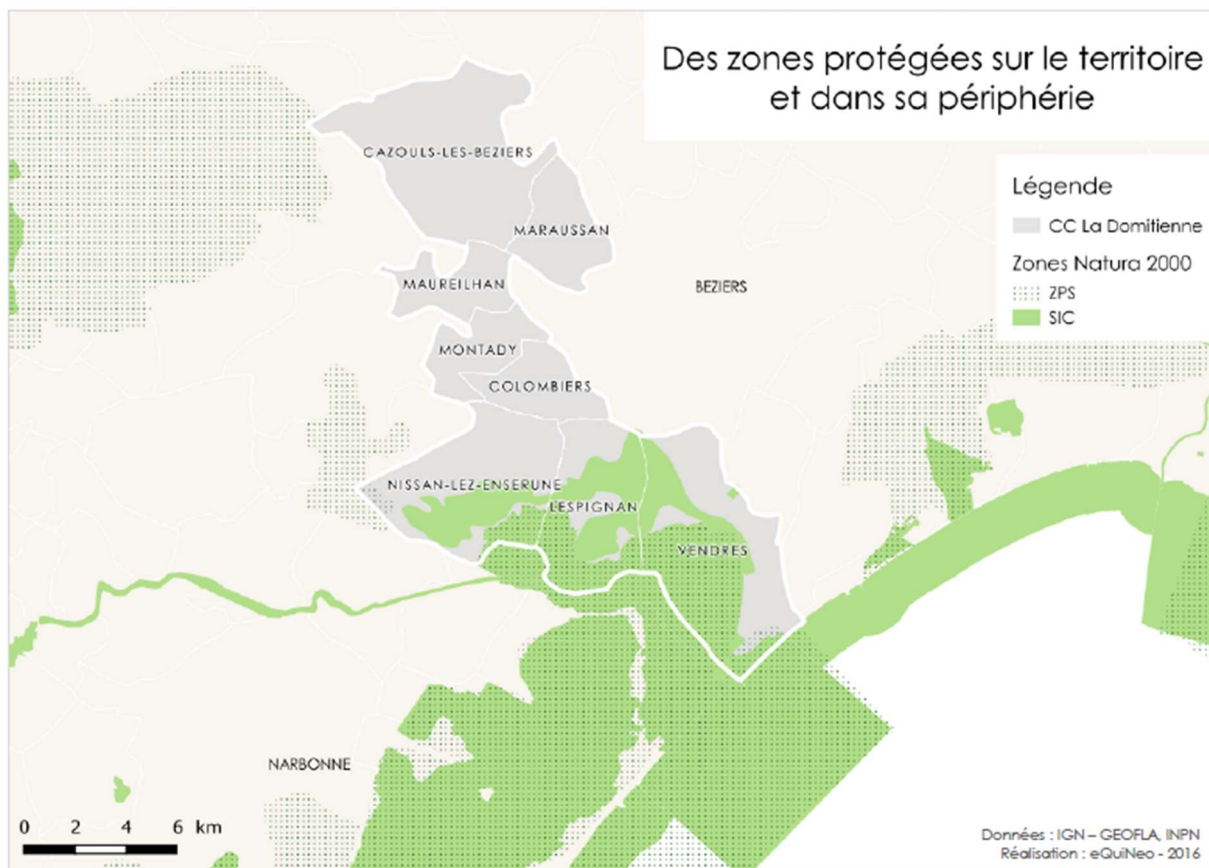 Des zones protégées sur le territoire
et dans sa périphérie
Légende
CC La Domitienne
Zones Natura 2000
ZPS
SIC
CAZOULS-LES-BEZIERS
MARAUSSAN
MAUREILHAN
BEZIERS
MONTADY
COLOMBIERS
NISSAN-LEZ-ENSERUNE
LESPIGNAN
VENDRES
NARBONNE
0 2 4 6 km
Données : IGN – GEOFLA, INPN
Réalisation : eQuiNeo - 2016